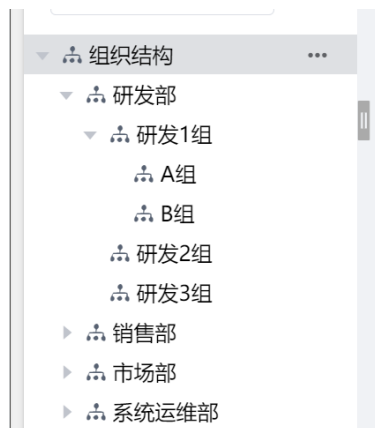 组织结构
研发部
研发1组
A组
B组
研发2组
研发3组
销售部
市场部
系统运维部